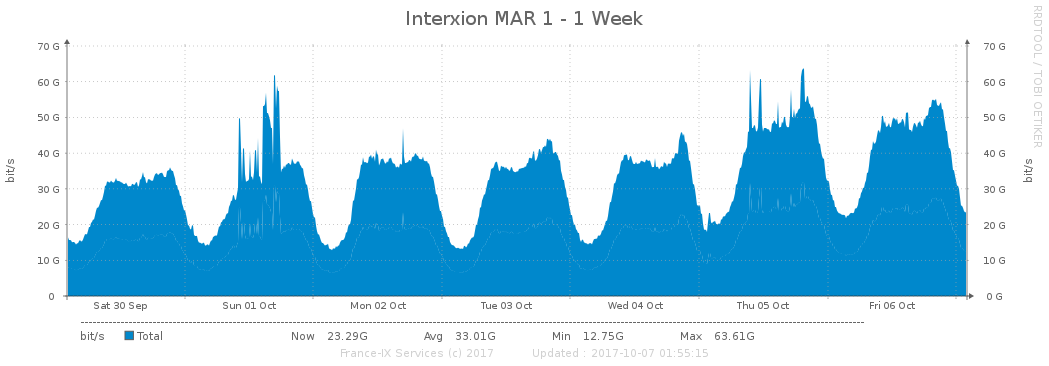 Interxion MAR 1 - 1 Week
RRDTOOL / TOBI OETIKER
bit/s
bit/s
70 G 70 G
60 G 60 G
50 G 50 G
40 G 40 G
30 G 30 G
20 G 20 G
10 G 10 G
0 0 G
Sat 30 Sep Sun 01 Oct Mon 02 Oct Tue 03 Oct Wed 04 Oct Thu 05 Oct Fri 06 Oct
bit/s Total Now 23.29G Avg 33.01G Min 12.75G Max 63.61G
France-IX Services (c) 2017 Updated : 2017-10-07 01:55:15